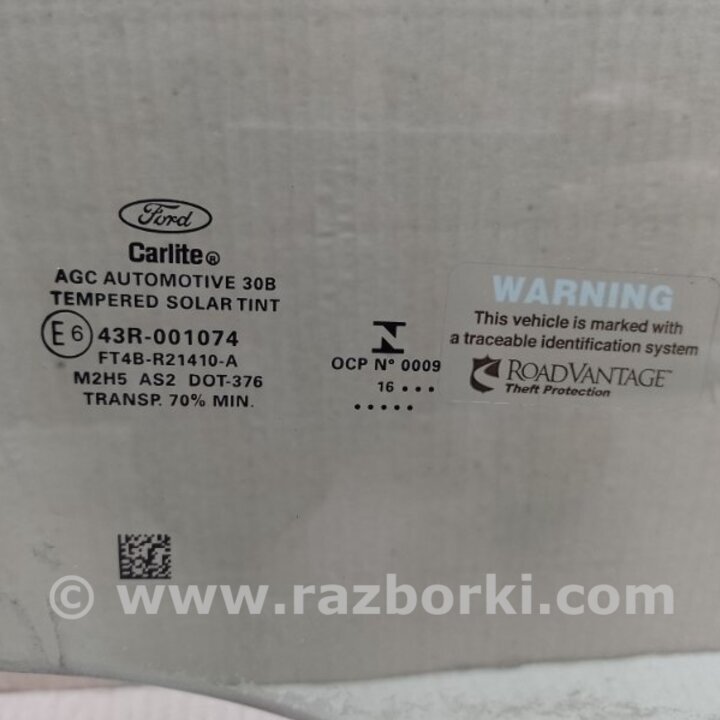 Ford
Carlite®
AGC AUTOMOTIVE 30B
TEMPERED SOLAR TINT
E6 43R-001074
FT4B-R21410-A
M2H5 AS2 DOT-376
TRANSP. 70% MIN.
N
OCP N° 0009
16 ...
.....
WARNING
This vehicle is marked with
a traceable identification system
ROADVANTAGE™
Theft Protection
© www.razborki.com